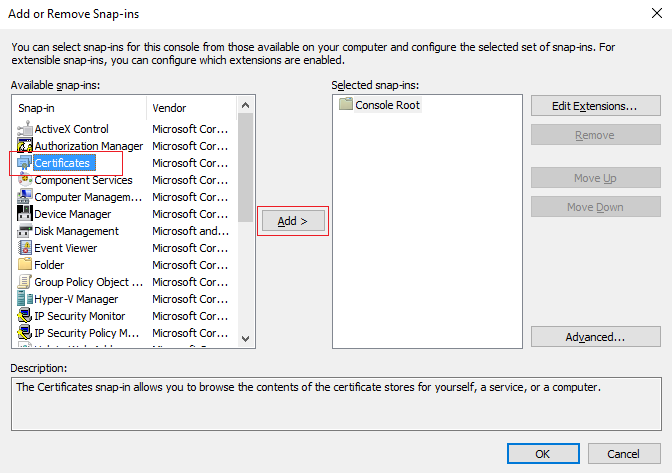 Add or Remove Snap-ins
You can select snap-ins for this console from those available on your computer and configure the selected set of snap-ins. For
extensible snap-ins, you can configure which extensions are enabled.
Available snap-ins:
Snap-in Vendor
ActiveX Control Microsoft Cor...
Authorization Manager Microsoft Cor...
Certificates Microsoft Cor...
Component Services Microsoft Cor...
Computer Managem... Microsoft Cor...
Device Manager Microsoft Cor...
Disk Management Microsoft and...
Event Viewer Microsoft Cor...
Folder Microsoft Cor...
Group Policy Object ... Microsoft Cor...
Hyper-V Manager Microsoft Cor...
IP Security Monitor Microsoft Cor...
IP Security Policy M... Microsoft Cor...
Add >
Selected snap-ins:
Console Root
Edit Extensions...
Remove
Move Up
Move Down
Advanced...
Description:
The Certificates snap-in allows you to browse the contents of the certificate stores for yourself, a service, or a computer.
OK
Cancel